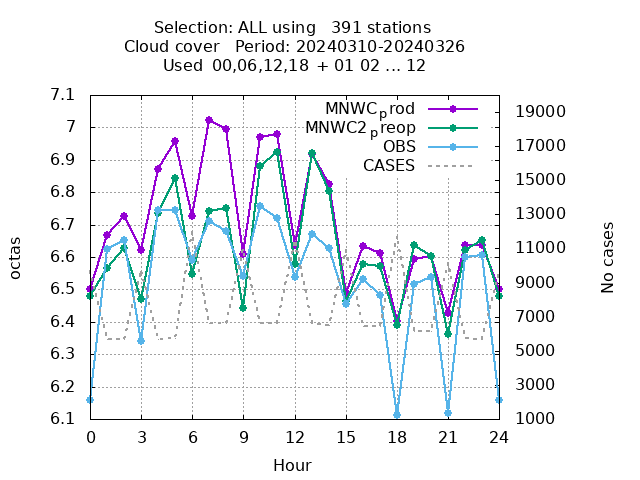 Selection: ALL using   391 stations
Cloud cover   Period: 20240310-20240326
Used  00,06,12,18 + 01 02 ... 12
octas
7.1
7
6.9
6.8
6.7
6.6
6.5
6.4
6.3
6.2
6.1
MNWCprod
MNWC2preop
OBS
CASES
19000
17000
15000
13000
11000
9000
7000
5000
3000
1000
No cases
0 3 6 9 12 15 18 21 24
Hour